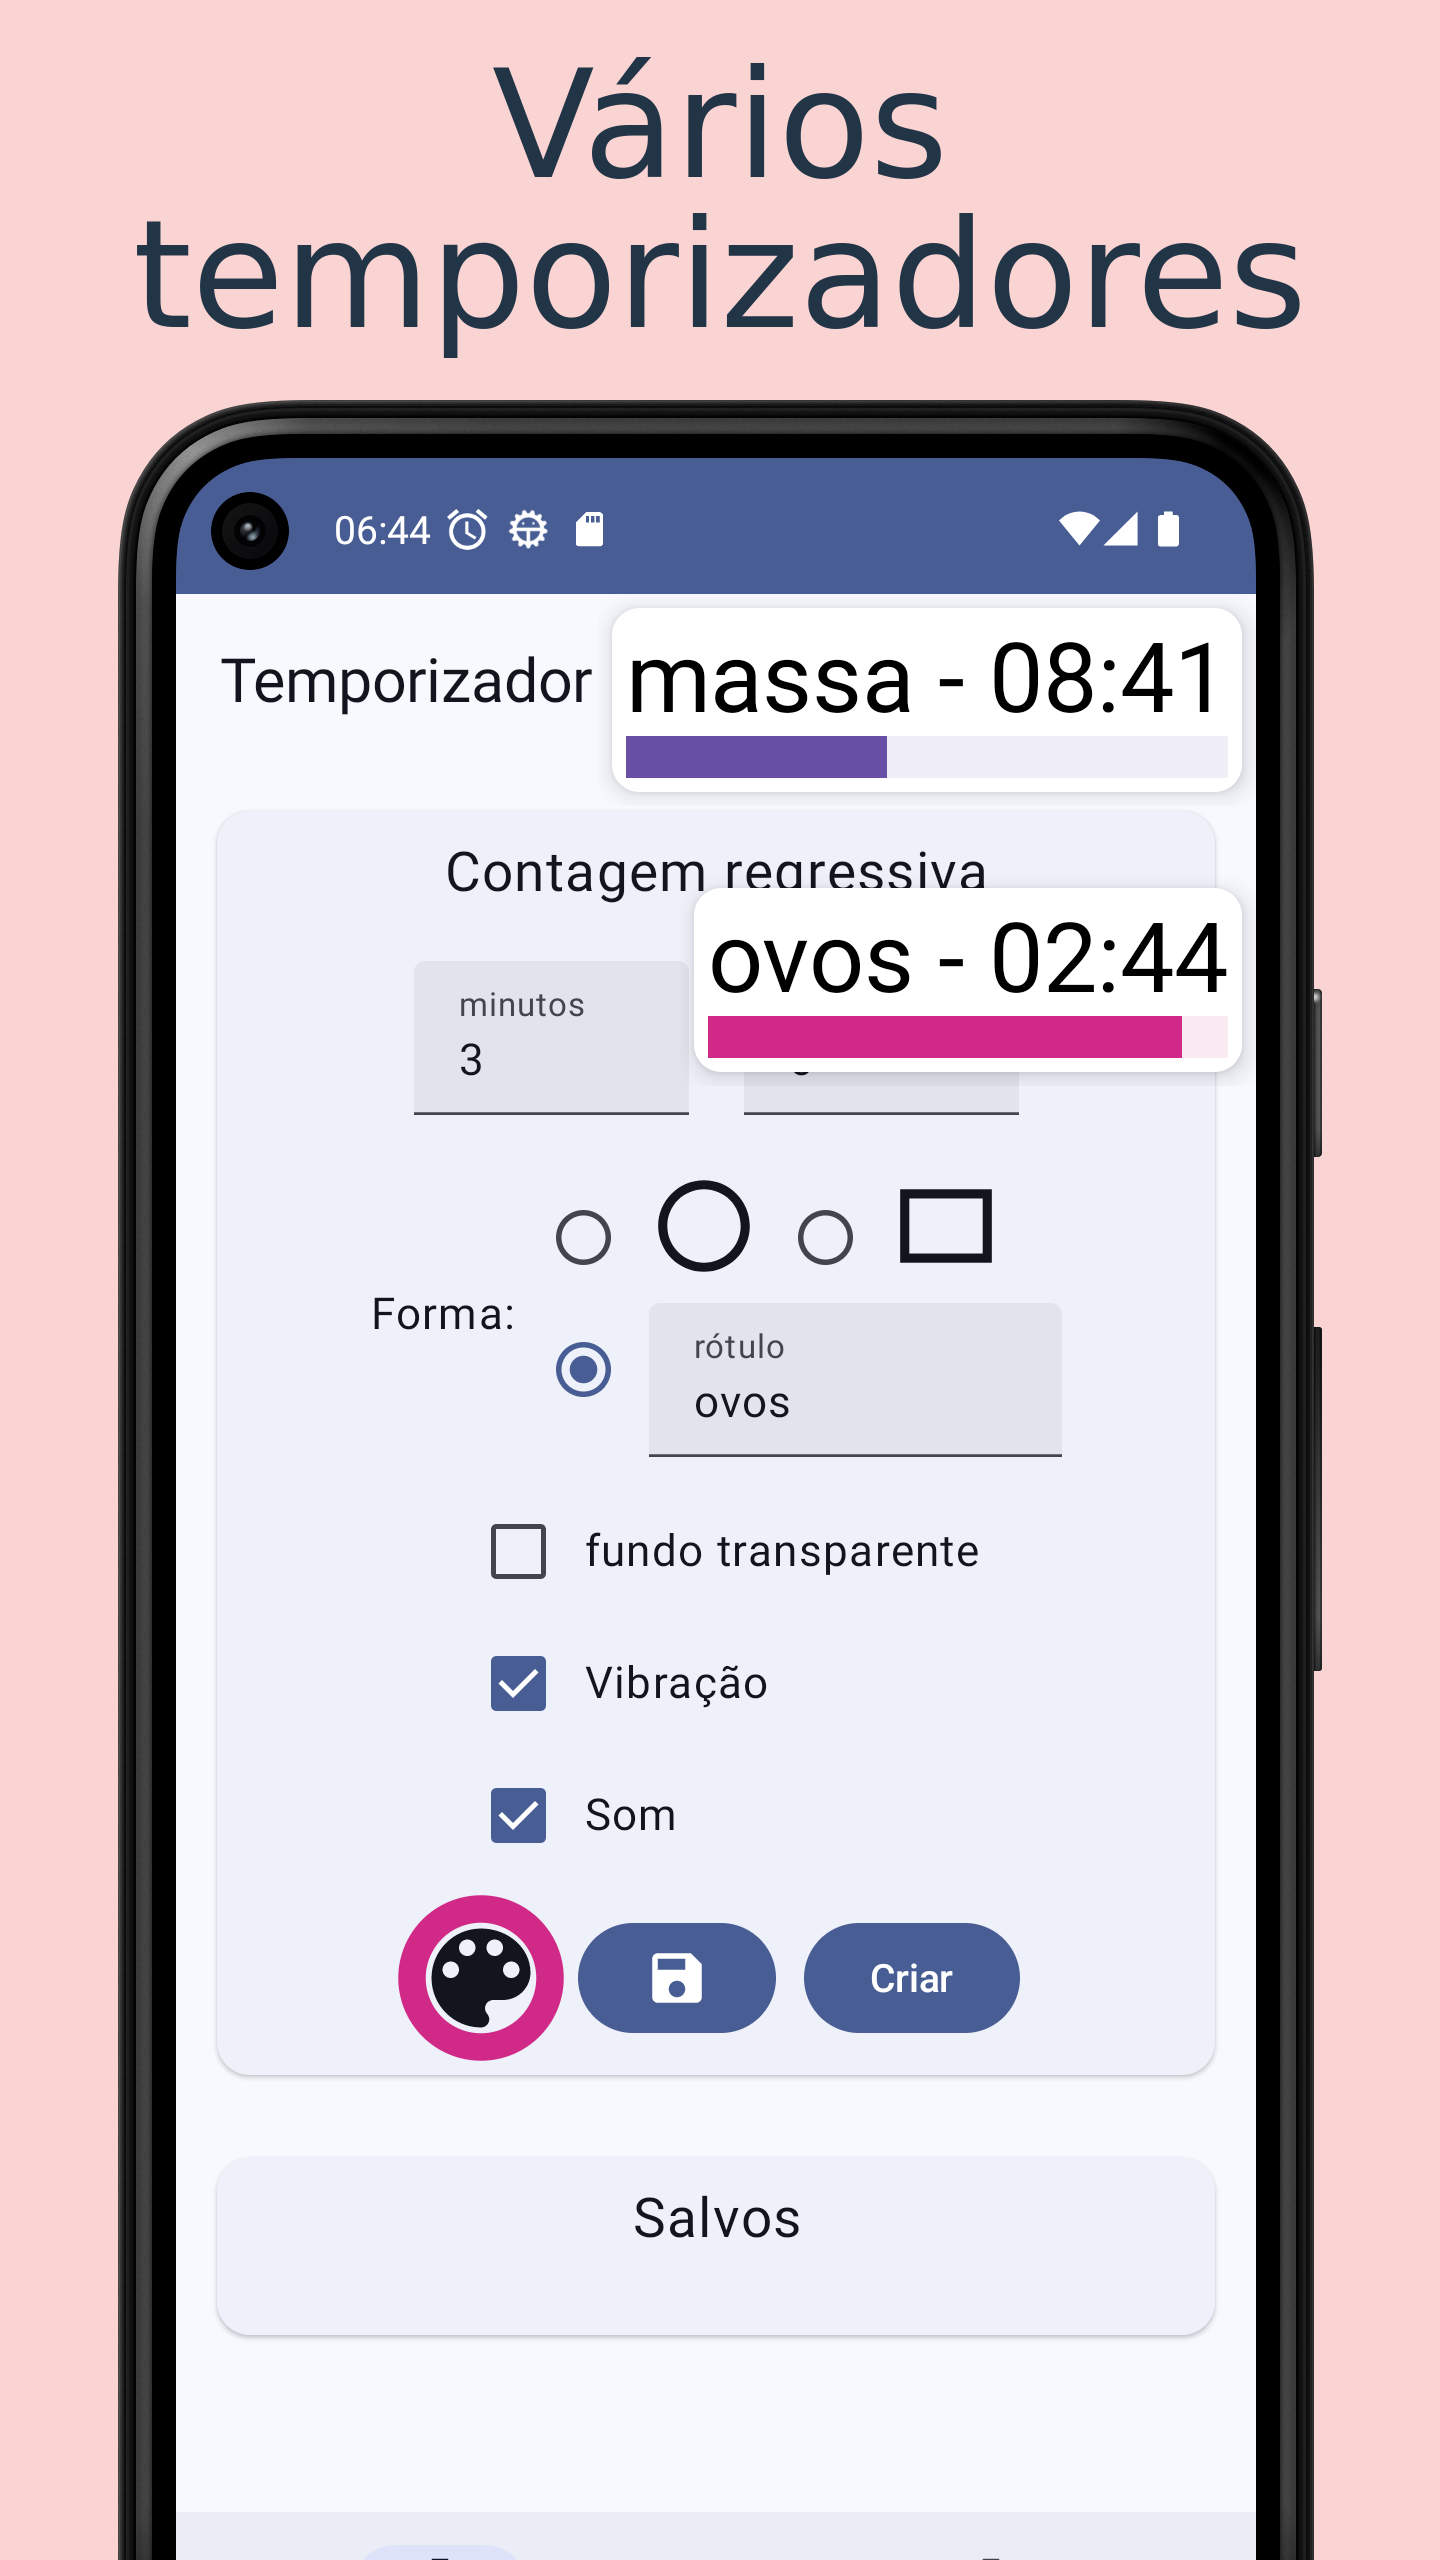 Vários
temporizadores
06:44
Temporizador
massa - 08:41
Contagem regressiva
ovos - 02:44
minutos
3
Forma:
rótulo
ovos
fundo transparente
Vibração
Som
Criar
Salvos